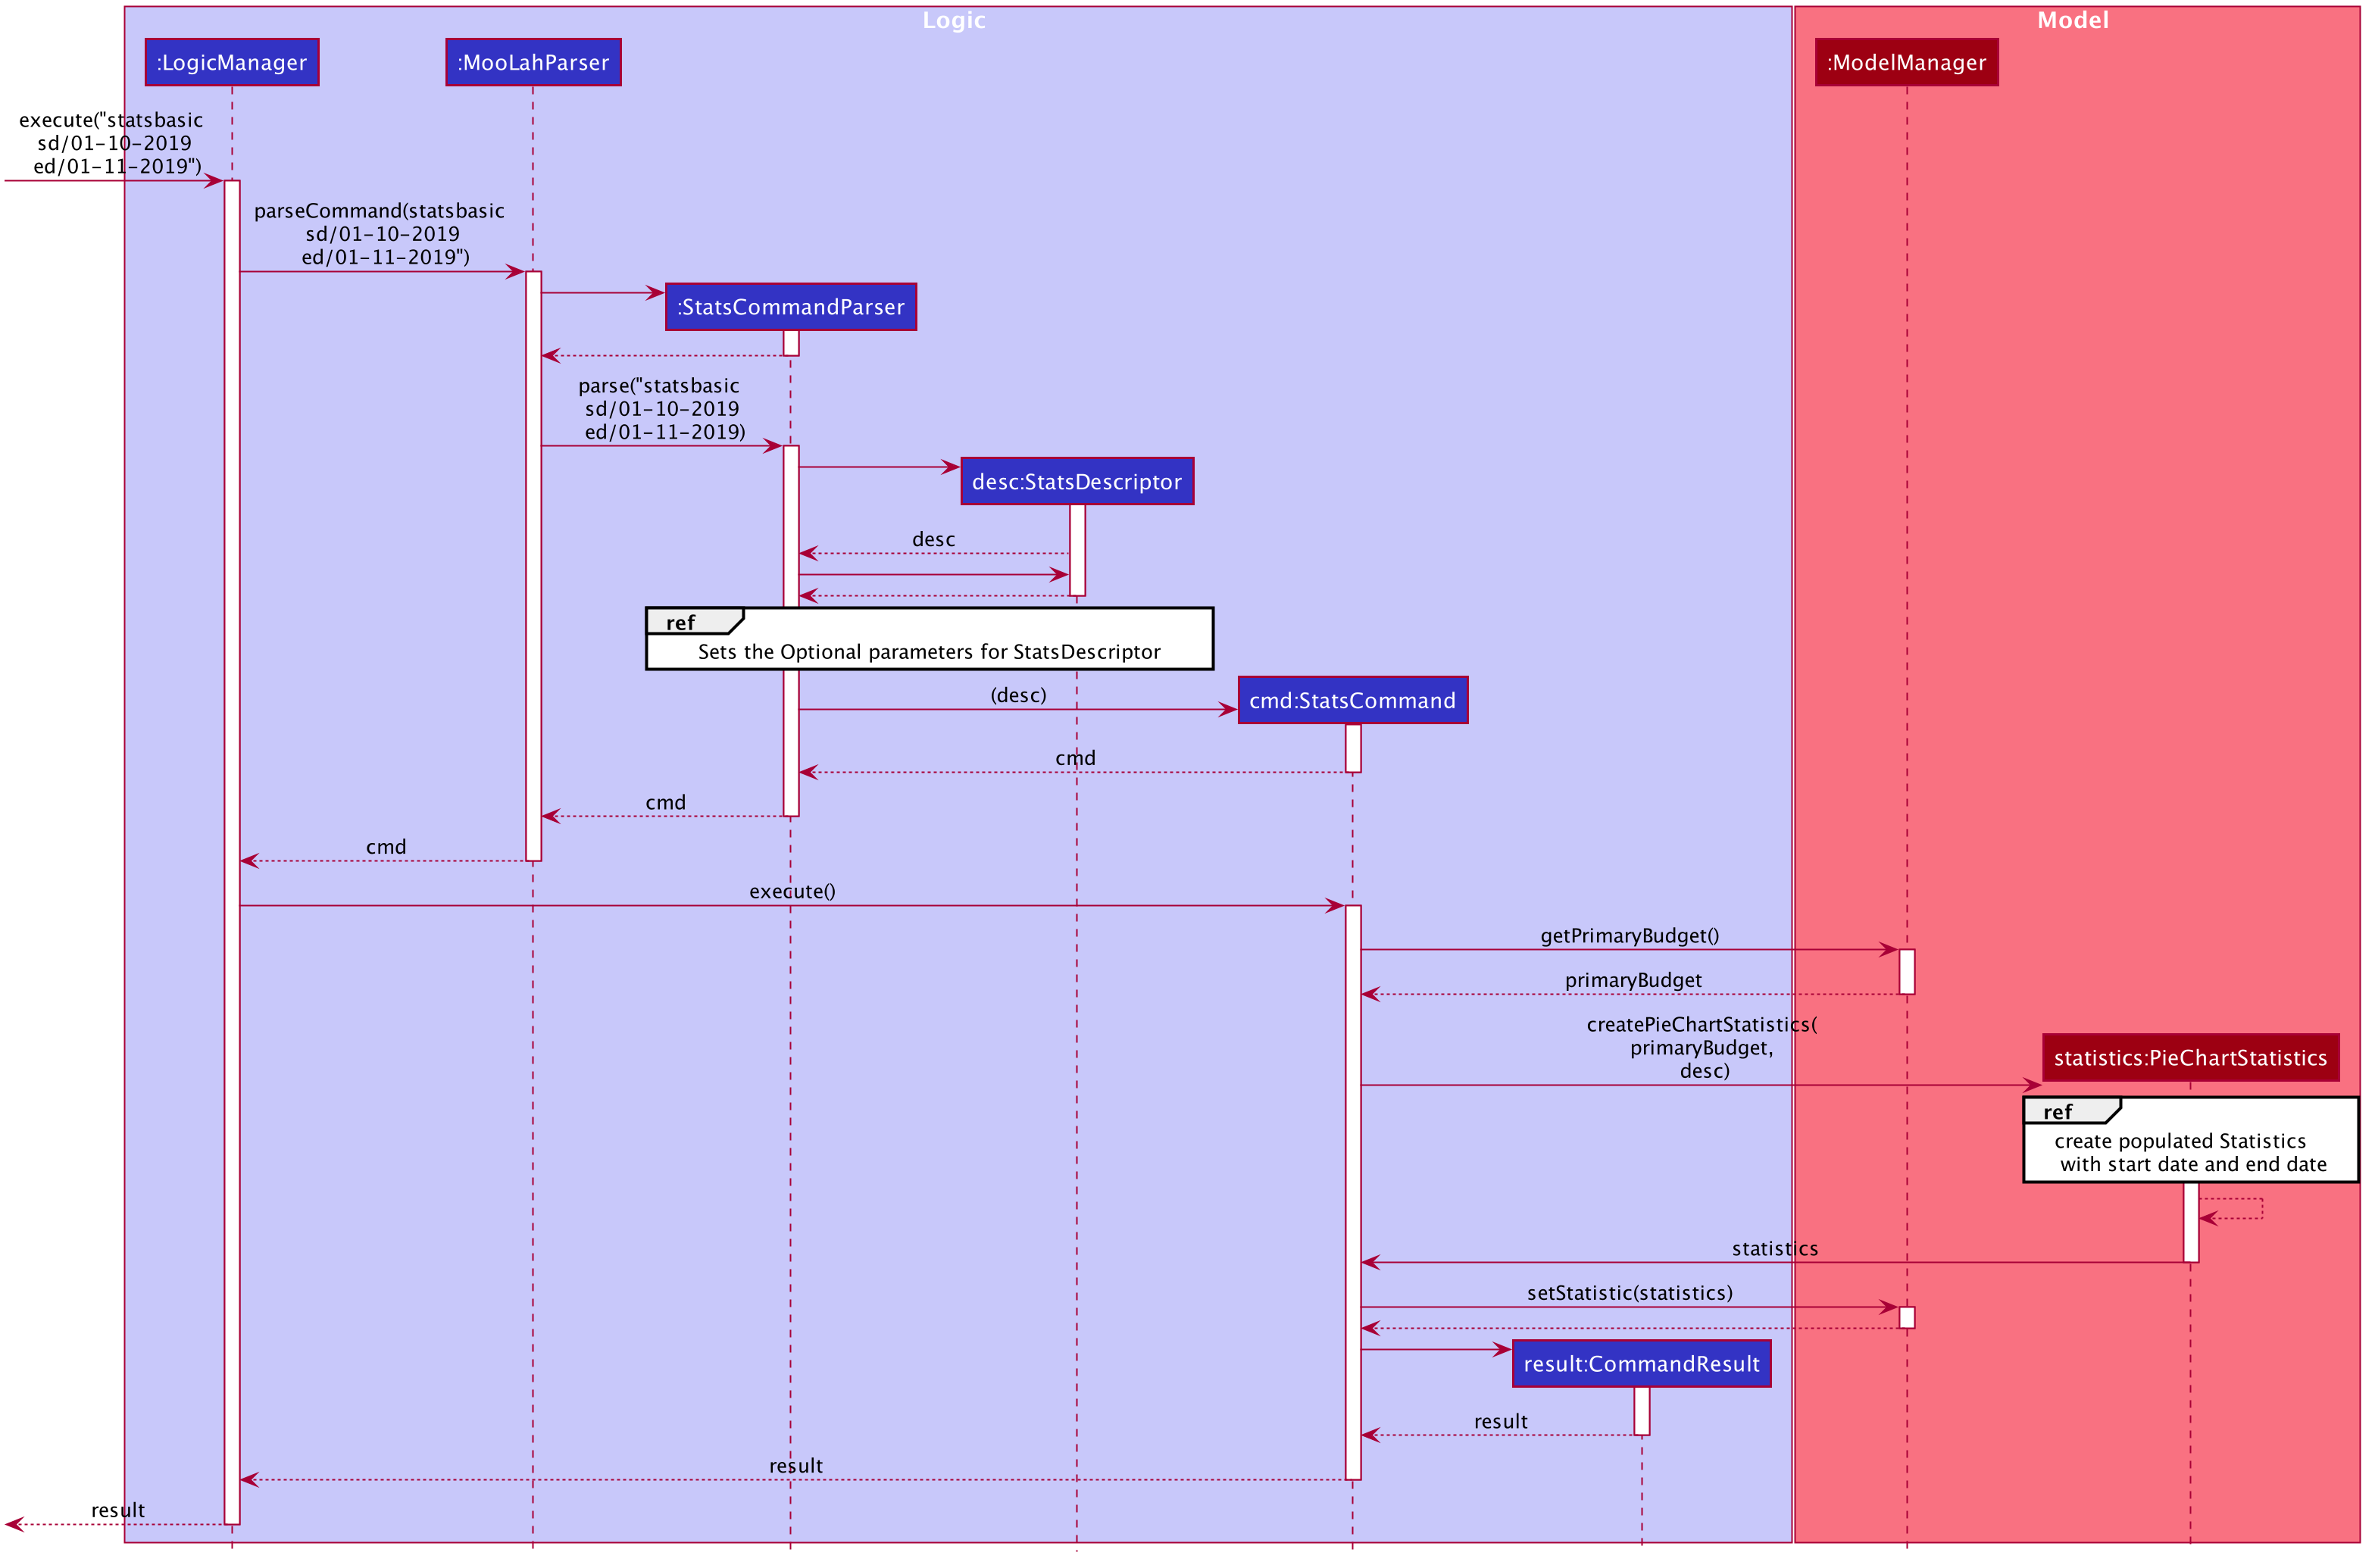 Logic
Model
:LogicManager
:MooLahParser
:ModelManager
execute("statsbasic
sd/01-10-2019
ed/01-11-2019")
parseCommand(statsbasic
sd/01-10-2019
ed/01-11-2019")
:StatsCommandParser
parse("statsbasic
sd/01-10-2019
ed/01-11-2019)
desc:StatsDescriptor
desc
ref
Sets the Optional parameters for StatsDescriptor
(desc)
cmd:StatsCommand
cmd
cmd
cmd
execute()
getPrimaryBudget()
primaryBudget
createPieChartStatistics(
primaryBudget,
desc)
statistics:PieChartStatistics
ref
create populated Statistics
with start date and end date
statistics
setStatistic(statistics)
result:CommandResult
result
result
result